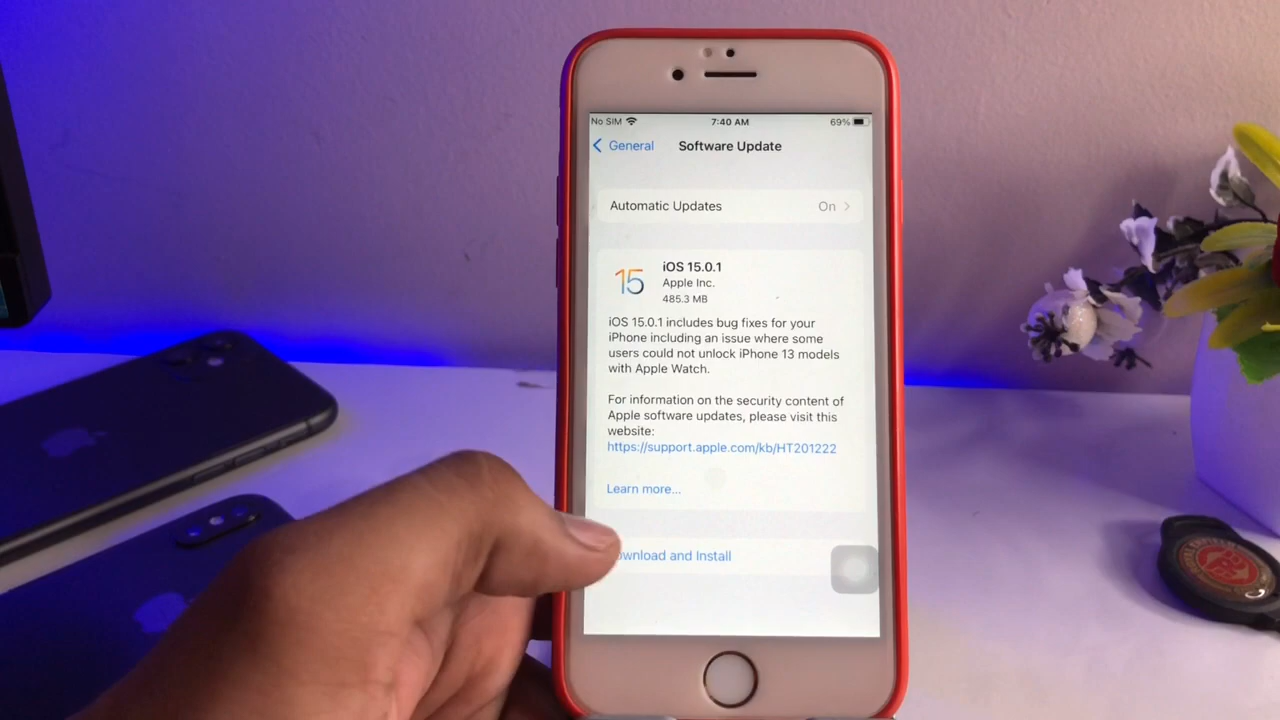 No SIM 7:40 AM 69%
General Software Update
Automatic Updates On
15
iOS 15.0.1
Apple Inc.
485.3 MB
iOS 15.0.1 includes bug fixes for your
iPhone including an issue where some
users could not unlock iPhone 13 models
with Apple Watch.
For information on the security content of
Apple software updates, please visit this
website:
https://support.apple.com/kb/HT201222
Learn more...
ownload and Install